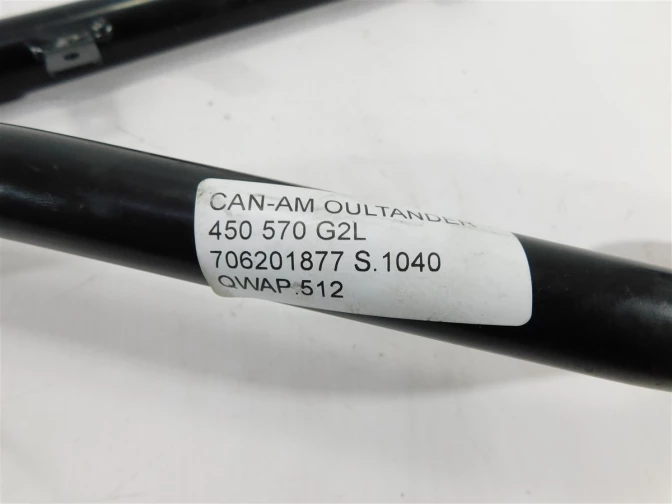 CAN-AM OULTANDER
450 570 G2L
706201877 S.1040
QWAP.512